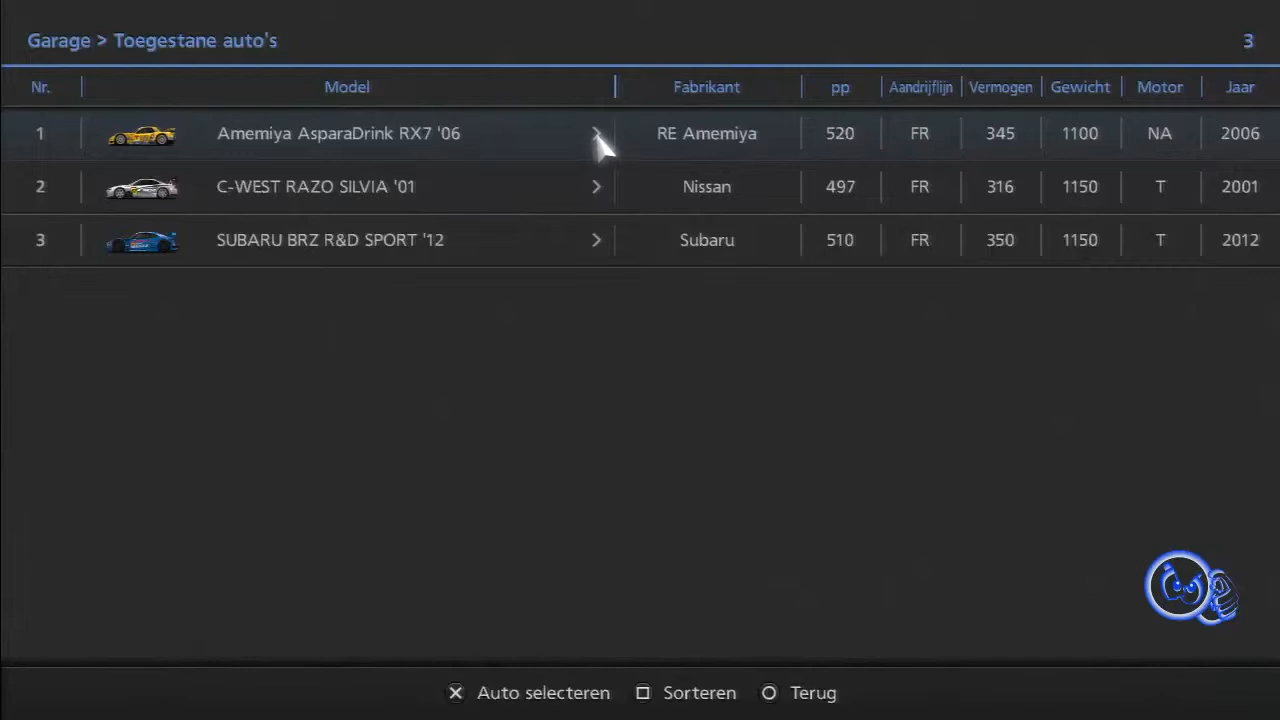 Garage > Toegestane auto's 3
Nr. Model Fabrikant pp Aandrijflijn Vermogen Gewicht Motor Jaar
1 Amemiya AsparaDrink RX7 '06 RE Amemiya 520 FR 345 1100 NA 2006
2 C-WEST RAZO SILVIA '01 Nissan 497 FR 316 1150 T 2001
3 SUBARU BRZ R&D SPORT '12 Subaru 510 FR 350 1150 T 2012
Auto selecteren Sorteren Terug